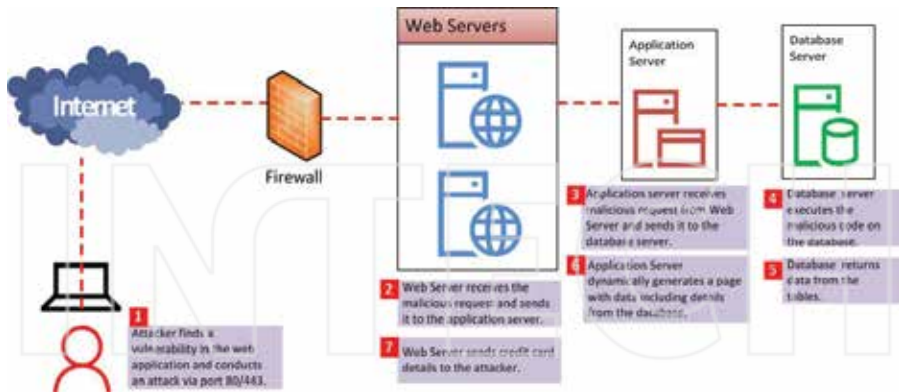 Web Servers
Application
Server
Database
Server
Internet
Firewall
1
Attacker finds a
vulnerability in the web
application and conducts
an attack via port 80/443.
2
Web Server receives the
malicious request and sends
it to the application server.
7
Web Server sends credit card
details to the attacker.
3
Application server receives
malicious request from Web
Server and sends it to the
database server.
6
Application Server
dynamically generates a page
with data including details
from the database.
4
Database Server
executes the
malicious code on
the database.
5
Database returns
data from the
tables.
INTECH